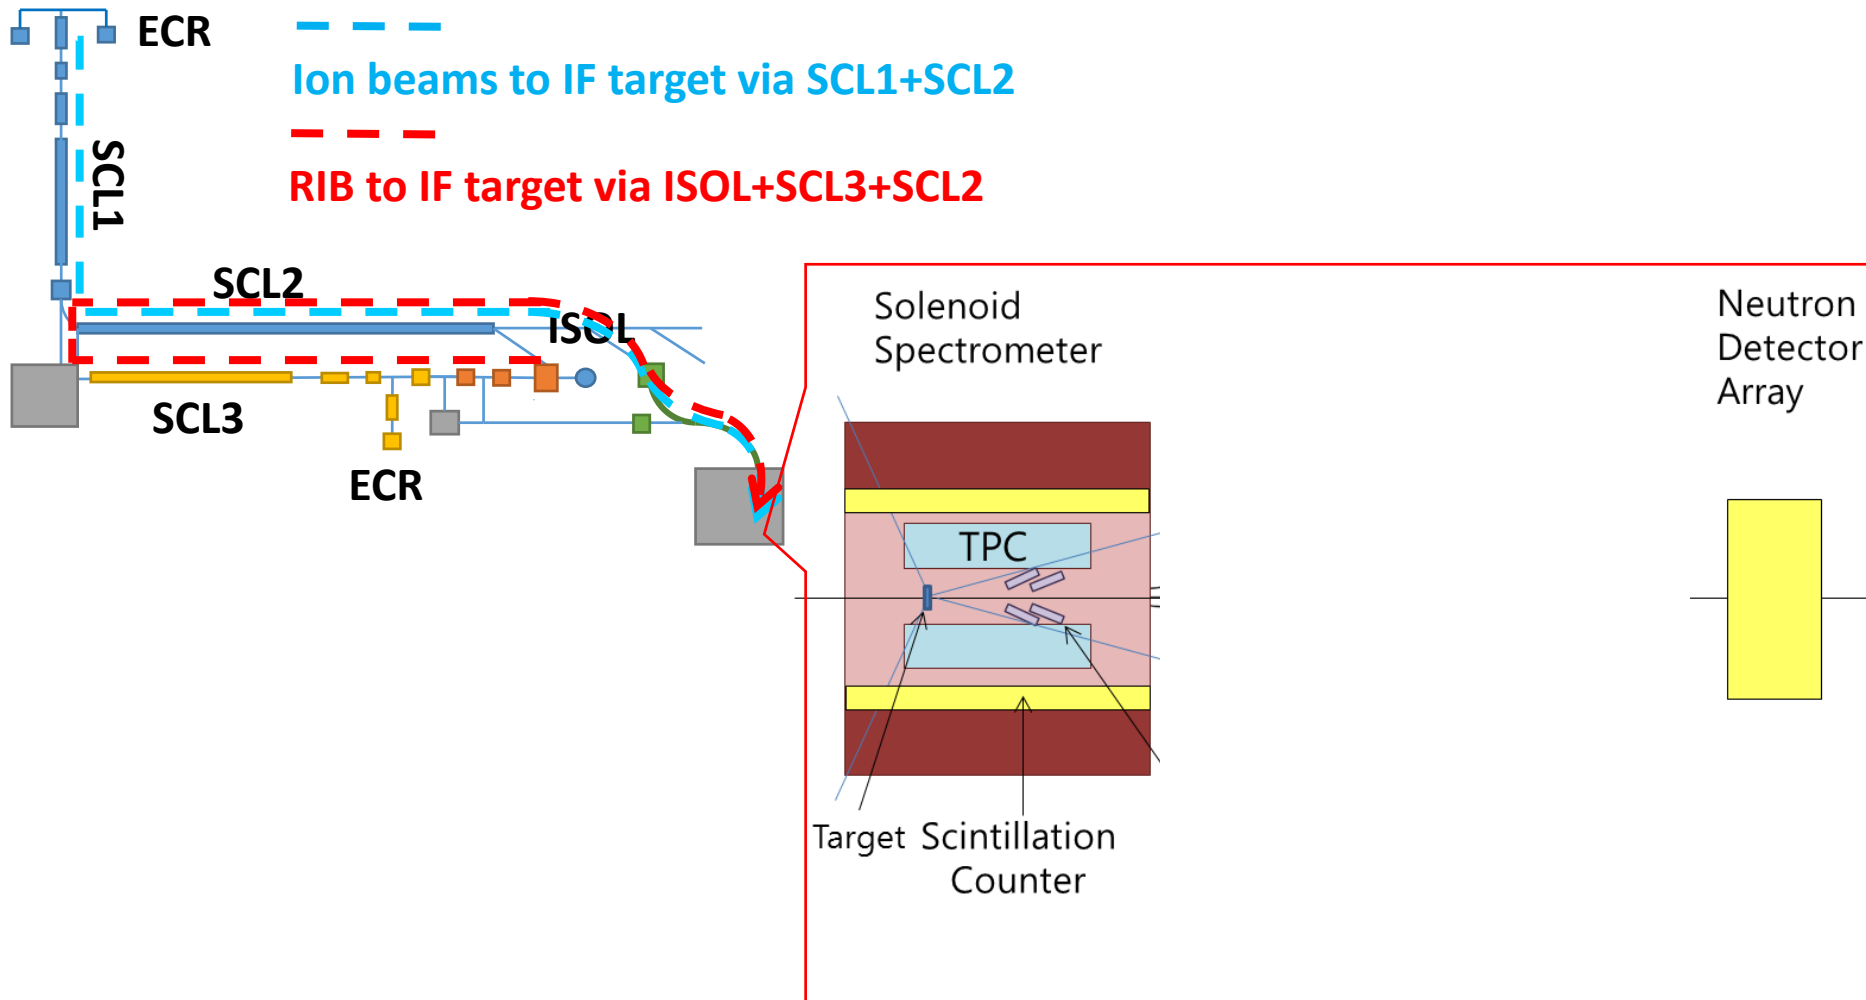 ECR
Ion beams to IF target via SCL1+SCL2
RIB to IF target via ISOL+SCL3+SCL2
SCL1
SCL2
ISOL
SCL3
ECR
Solenoid
Spectrometer
Neutron
Detector
Array
TPC
Target
Scintillation
Counter